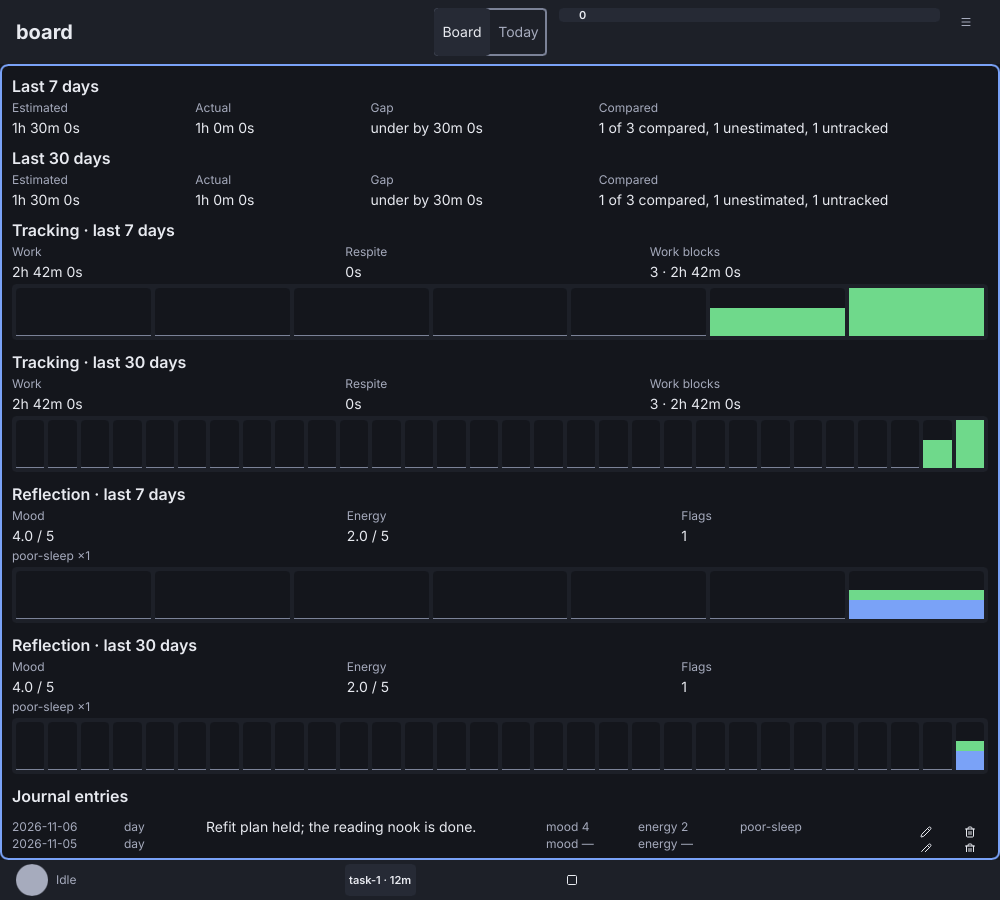 board
Board Today 0
Last 7 days
Estimated Actual Gap Compared
1h 30m 0s 1h 0m 0s under by 30m 0s 1 of 3 compared, 1 unestimated, 1 untracked
Last 30 days
Estimated Actual Gap Compared
1h 30m 0s 1h 0m 0s under by 30m 0s 1 of 3 compared, 1 unestimated, 1 untracked
Tracking · last 7 days
Work Respite Work blocks
2h 42m 0s 0s 3 · 2h 42m 0s
Tracking · last 30 days
Work Respite Work blocks
2h 42m 0s 0s 3 · 2h 42m 0s
Reflection · last 7 days
Mood Energy Flags
4.0 / 5 2.0 / 5 1
poor-sleep ×1
Reflection · last 30 days
Mood Energy Flags
4.0 / 5 2.0 / 5 1
poor-sleep ×1
Journal entries
2026-11-06 day Refit plan held; the reading nook is done. mood 4 energy 2 poor-sleep
2026-11-05 day mood — energy —
Idle task-1 · 12m